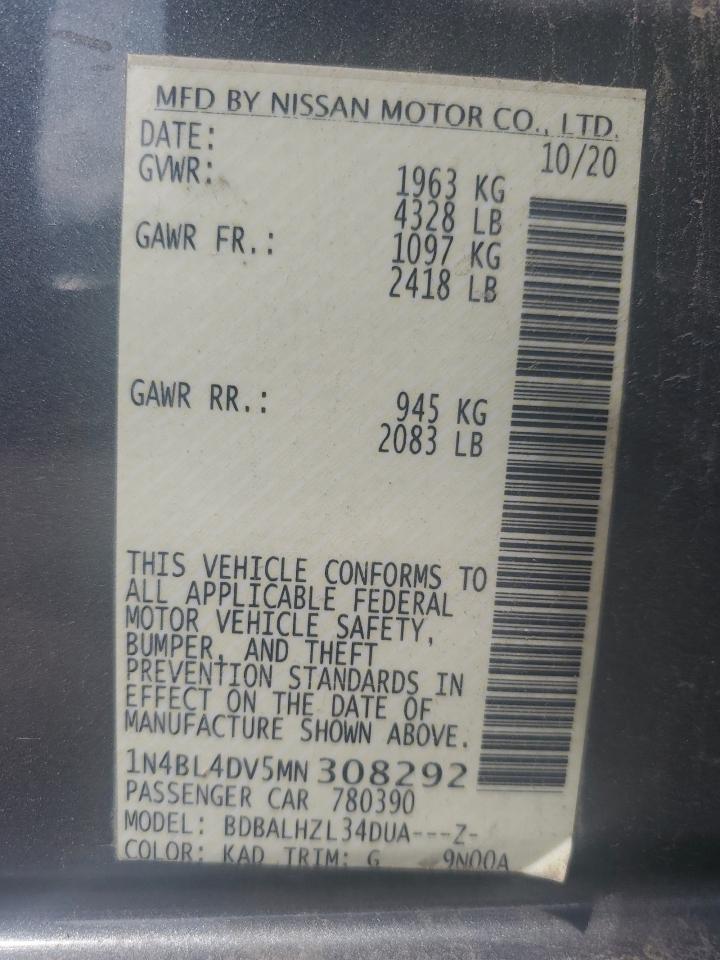 MFD BY NISSAN MOTOR CO., LTD.
DATE: 10/20
GVWR: 1963 KG
4328 LB
GAWR FR.: 1097 KG
2418 LB
GAWR RR.: 945 KG
2083 LB
THIS VEHICLE CONFORMS TO
ALL APPLICABLE FEDERAL
MOTOR VEHICLE SAFETY,
BUMPER, AND THEFT
PREVENTION STANDARDS IN
EFFECT ON THE DATE OF
MANUFACTURE SHOWN ABOVE.
1N4BL4DV5MN 308292
PASSENGER CAR 780390
MODEL: BDBALHZL34DUA---Z-
COLOR: KAD TRIM: G 9N00A